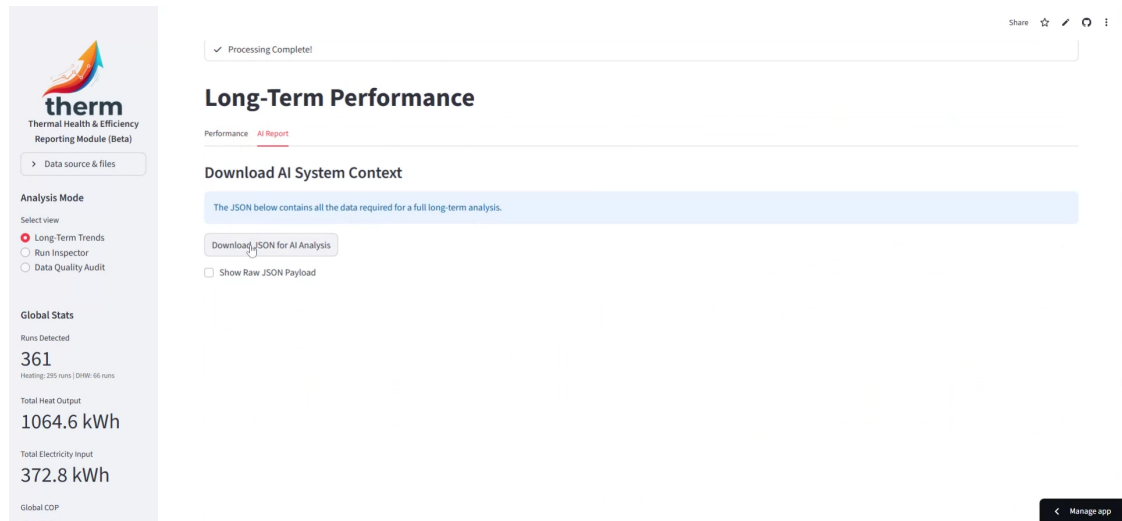 Share
therm
Thermal Health & Efficiency
Reporting Module (Beta)
Data source & files
Analysis Mode
Select view
Long-Term Trends
Run Inspector
Data Quality Audit
Global Stats
Runs Detected
361
Heating: 295 runs | DHW: 66 runs
Total Heat Output
1064.6 kWh
Total Electricity Input
372.8 kWh
Global COP
Processing Complete!
Long-Term Performance
Performance AI Report
Download AI System Context
The JSON below contains all the data required for a full long-term analysis.
Download JSON for AI Analysis
Show Raw JSON Payload
Manage app